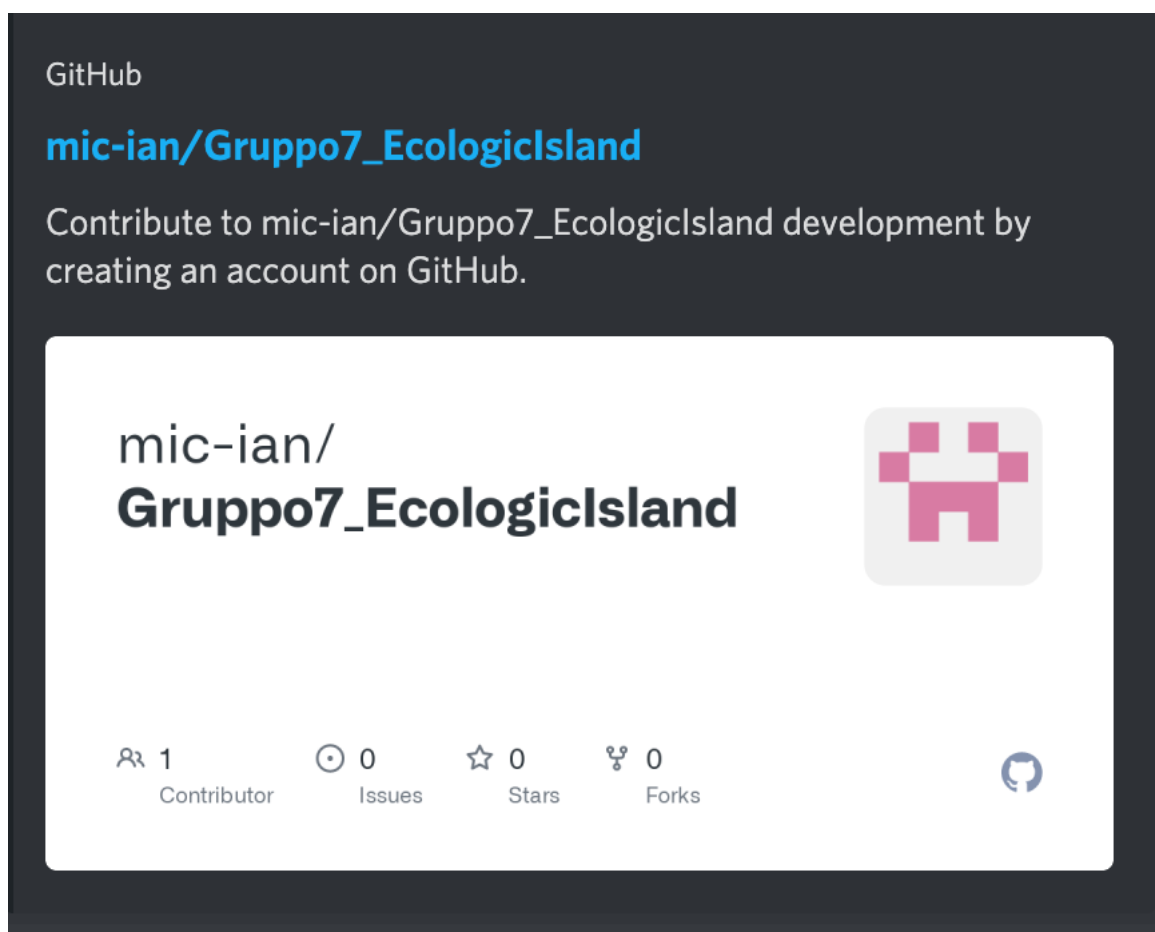 GitHub
mic-ian/Gruppo7_EcologicIsland
Contribute to mic-ian/Gruppo7_EcologicIsland development by
creating an account on GitHub.
mic-ian/
Gruppo7_EcologicIsland
1 0 0 0
Contributor Issues Stars Forks